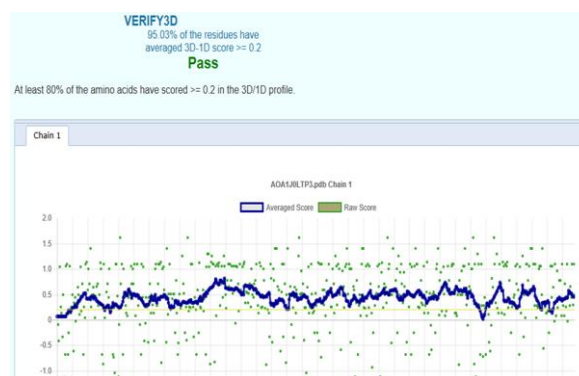 VERIFY3D
95.03% of the residues have
averaged 3D-1D score >= 0.2
Pass
At least 80% of the amino acids have scored >= 0.2 in the 3D/1D profile.
Chain 1
A0A1J0LTP3.pdb Chain 1
Averaged Score Raw Score
2.0
1.5
1.0
0.5
0
-0.5
-1.0